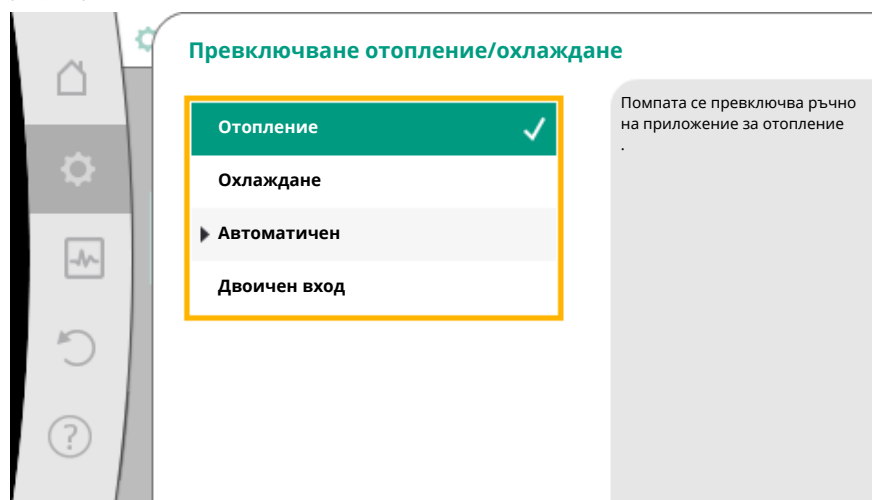 Превключване отопление/охлаждане
Отопление
Охлаждане
Автоматичен
Двоичен вход
Помпата се превключва ръчно
на приложение за отопление
.
?